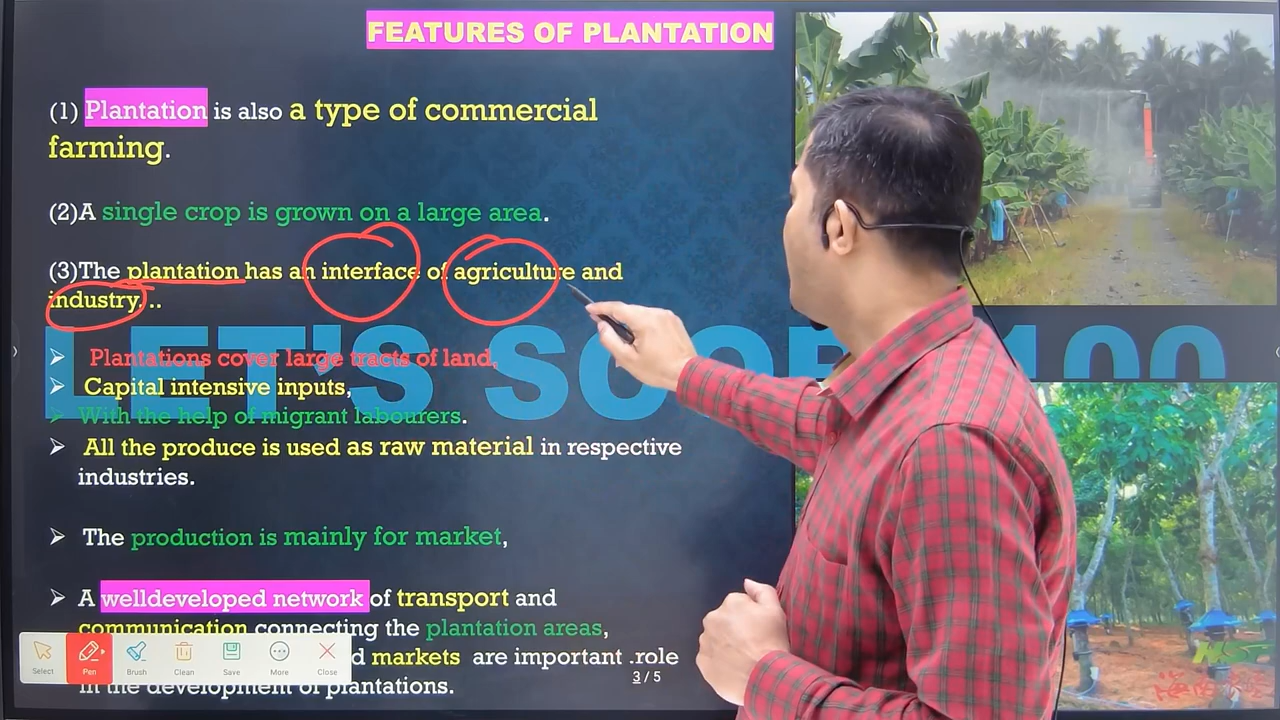 FEATURES OF PLANTATION
(1) Plantation is also a type of commercial
farming.
(2)A single crop is grown on a large area.
(3)The plantation has an interface of agriculture and
industry...
LET'S SCO 100
➢ Plantations cover large tracts of land,
➢ Capital intensive inputs,
➢ With the help of migrant labourers.
➢ All the produce is used as raw material in respective
industries.
➢ The production is mainly for market,
➢ A welldeveloped network of transport and
communication connecting the plantation areas,
markets are important .role
in the development of plantations.
Select
Pen
Brush
Clean
Save
More
Close
3 / 5